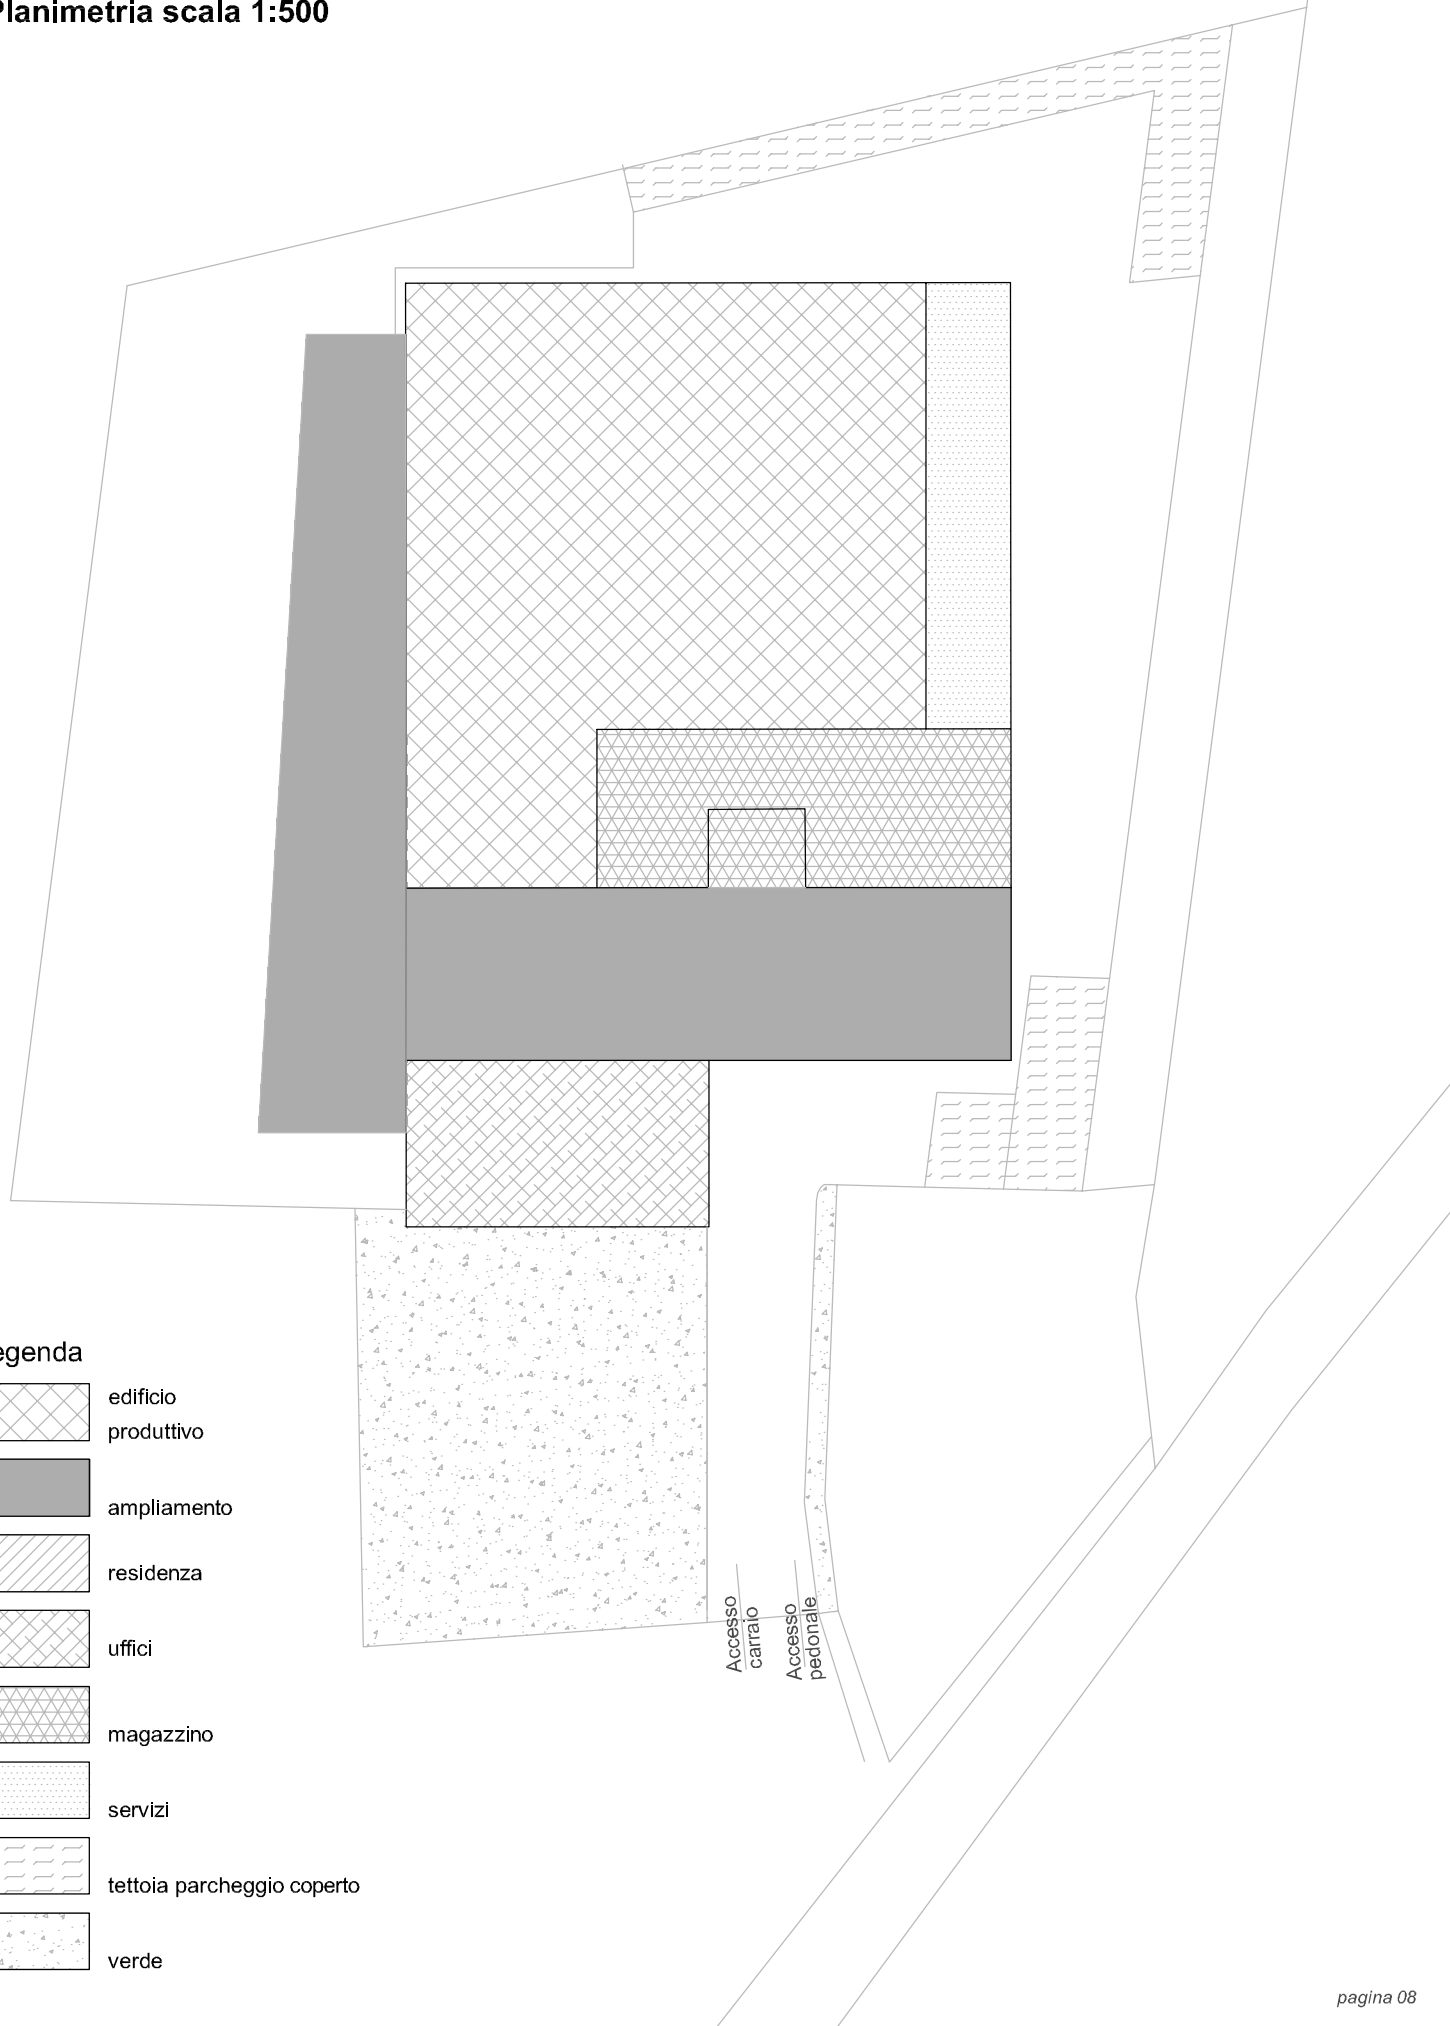 Planimetria scala 1:500
Accesso
carraio
Accesso
pedonale
egenda
edificio
produttivo
ampliamento
residenza
uffici
magazzino
servizi
tettoia parcheggio coperto
verde
pagina 08